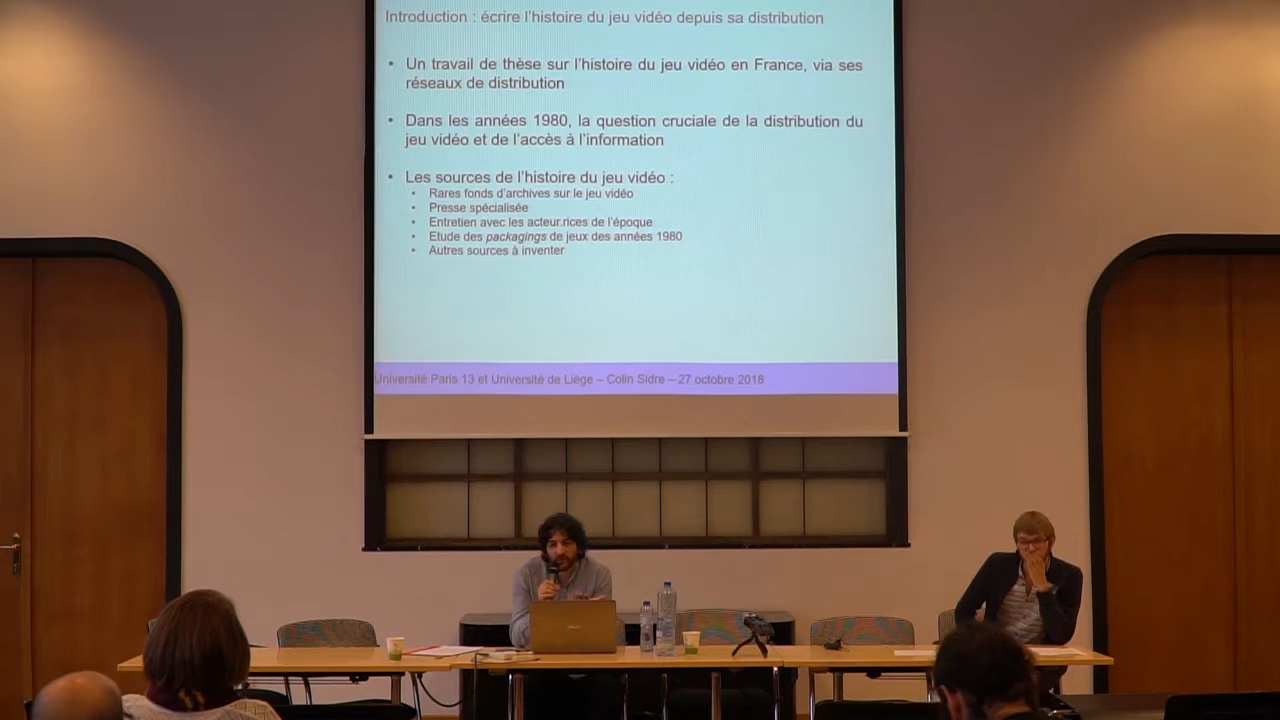 Introduction : écrire l'histoire du jeu vidéo depuis sa distribution
• Un travail de thèse sur l'histoire du jeu vidéo en France, via ses
réseaux de distribution
• Dans les années 1980, la question cruciale de la distribution du
jeu vidéo et de l'accès à l'information
• Les sources de l'histoire du jeu vidéo :
• Rares fonds d'archives sur le jeu vidéo
• Presse spécialisée
• Entretien avec les acteur.rices de l'époque
• Etude des packagings de jeux des années 1980
• Autres sources à inventer
Université Paris 13 et Université de Liège – Colin Sidre – 27 octobre 2018